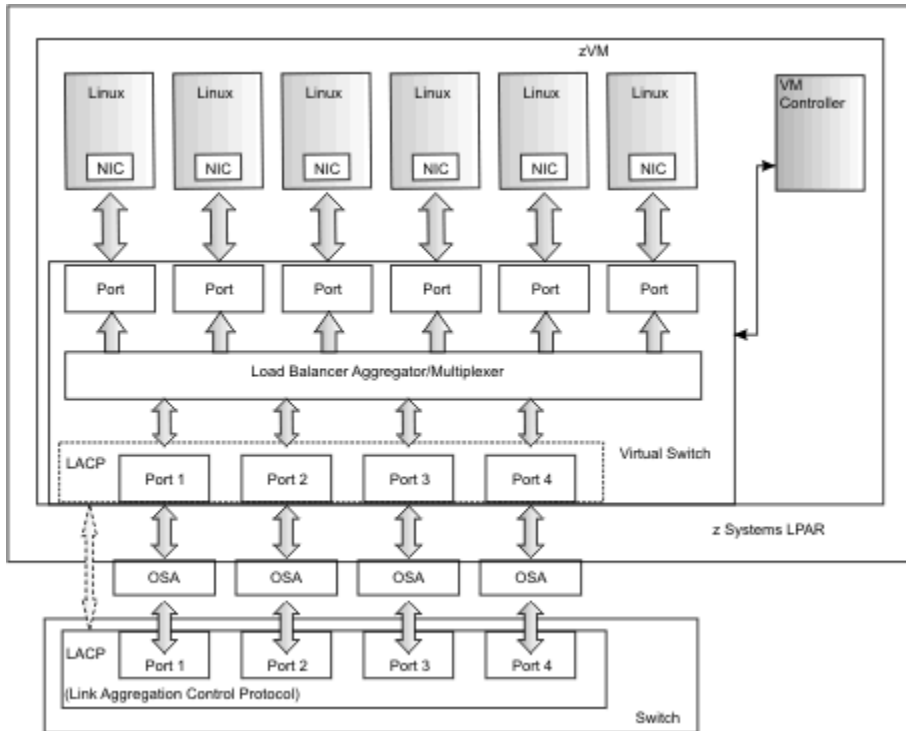 zVM
Linux Linux Linux Linux Linux Linux
VM
Controller
NIC NIC NIC NIC NIC NIC
Port Port Port Port Port Port
Load Balancer Aggregator/Multiplexer
Virtual Switch
LACP
Port 1 Port 2 Port 3 Port 4
z Systems LPAR
OSA OSA OSA OSA
LACP
Port 1 Port 2 Port 3 Port 4
(Link Aggregation Control Protocol)
Switch